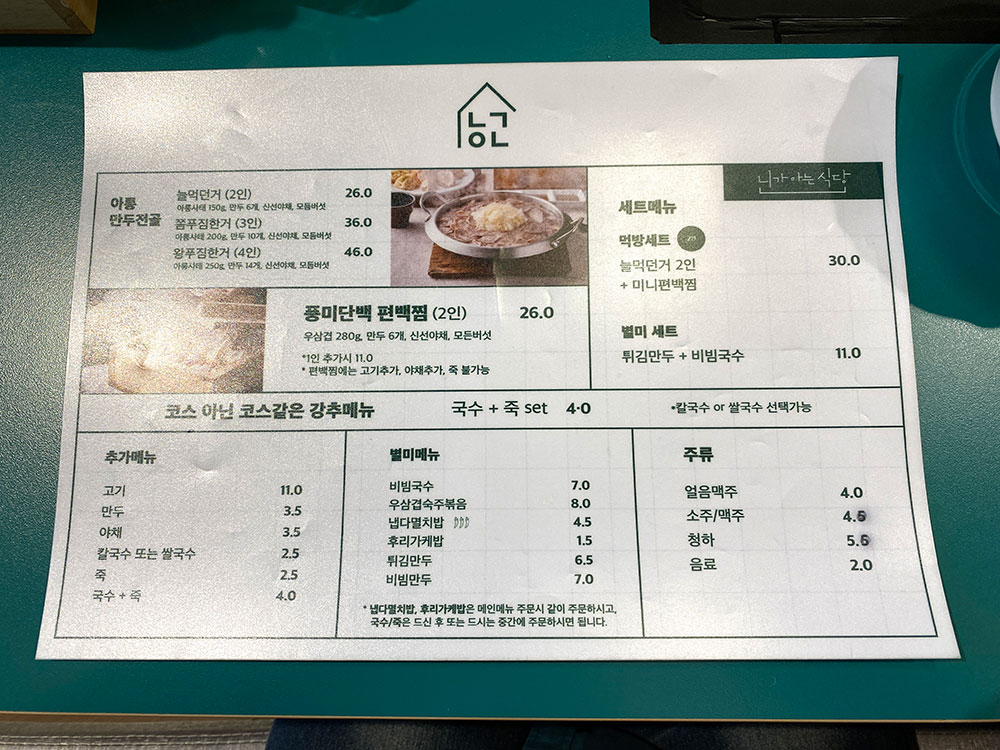 능근
아롱
만두전골
늘먹던거 (2인) 26.0
아롱사태 150g, 만두 6개, 신선야채, 모듬버섯
쫌푸짐한거 (3인) 36.0
아롱사태 200g, 만두 10개, 신선야채, 모듬버섯
왕푸짐한거 (4인) 46.0
아롱사태 250g, 만두 14개, 신선야채, 모듬버섯
풍미단백 편백찜 (2인) 26.0
우삼겹 280g, 만두 6개, 신선야채, 모듬버섯
*1인 추가시 11.0
* 편백찜에는 고기추가, 야채추가, 죽 불가능
니가 아는 식당
세트메뉴
먹방세트
늘먹던거 2인 30.0
+ 미니편백찜
별미 세트
튀김만두 + 비빔국수 11.0
코스 아닌 코스같은 강추메뉴 국수 + 죽 set 4.0 •칼국수 or 쌀국수 선택가능
추가메뉴
고기 11.0
만두 3.5
야채 3.5
칼국수 또는 쌀국수 2.5
죽 2.5
국수 + 죽 4.0
별미메뉴
비빔국수 7.0
우삼겹숙주볶음 8.0
냅다멸치밥 4.5
후리가케밥 1.5
튀김만두 6.5
비빔만두 7.0
* 냅다멸치밥, 후리가케밥은 메인메뉴 주문시 같이 주문하시고,
국수/죽은 드신 후 또는 드시는 중간에 주문하시면 됩니다.
주류
얼음맥주 4.0
소주/맥주
청하
음료 2.0